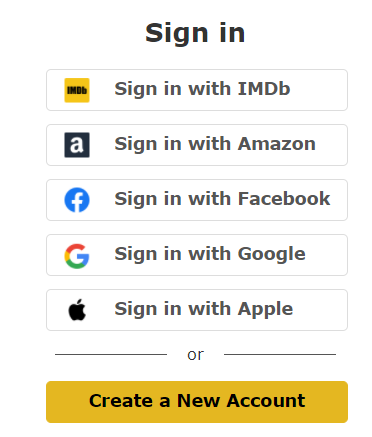 Sign in
IMDb Sign in with IMDb
a Sign in with Amazon
f Sign in with Facebook
G Sign in with Google
Sign in with Apple
or
Create a New Account